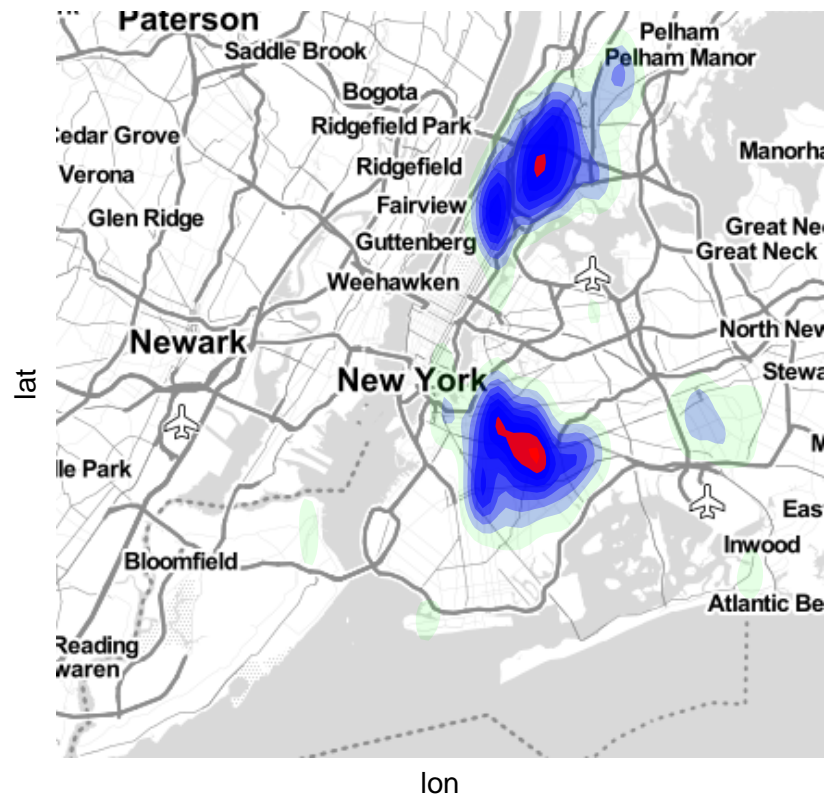 Paterson
Pelham
Saddle Brook
Pelham Manor
Bogota
Ridgefield Park
Cedar Grove
Manorha
Ridgefield
Verona
Fairview
Glen Ridge
Great Ne
Guttenberg
Great Neck
Weehawken
North New
Newark
Stewa
New York
lat
M
lle Park
East
Inwood
Bloomfield
Atlantic Be
Reading
waren
lon